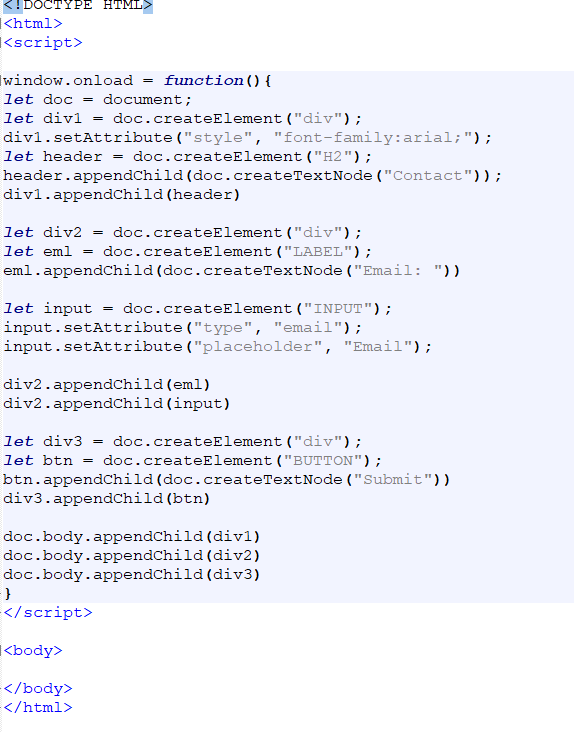 <!DOCTYPE HTML>
<html>
<script>
window.onload = function(){
let doc = document;
let div1 = doc.createElement("div");
div1.setAttribute("style", "font-family:arial;");
let header = doc.createElement("H2");
header.appendChild(doc.createTextNode("Contact"));
div1.appendChild(header)
let div2 = doc.createElement("div");
let eml = doc.createElement("LABEL");
eml.appendChild(doc.createTextNode("Email: "))
let input = doc.createElement("INPUT");
input.setAttribute("type", "email");
input.setAttribute("placeholder", "Email");
div2.appendChild(eml)
div2.appendChild(input)
let div3 = doc.createElement("div");
let btn = doc.createElement("BUTTON");
btn.appendChild(doc.createTextNode("Submit"))
div3.appendChild(btn)
doc.body.appendChild(div1)
doc.body.appendChild(div2)
doc.body.appendChild(div3)
}
</script>
<body>
</body>
</html>